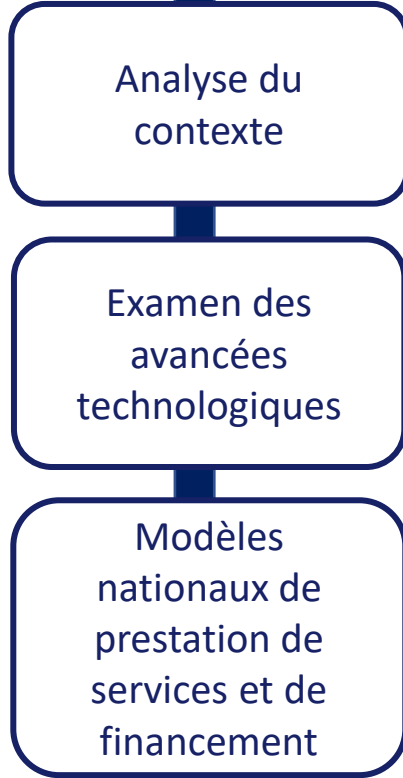 Analyse du
contexte
Examen des
avancées
technologiques
Modèles
nationaux de
prestation de
services et de
financement